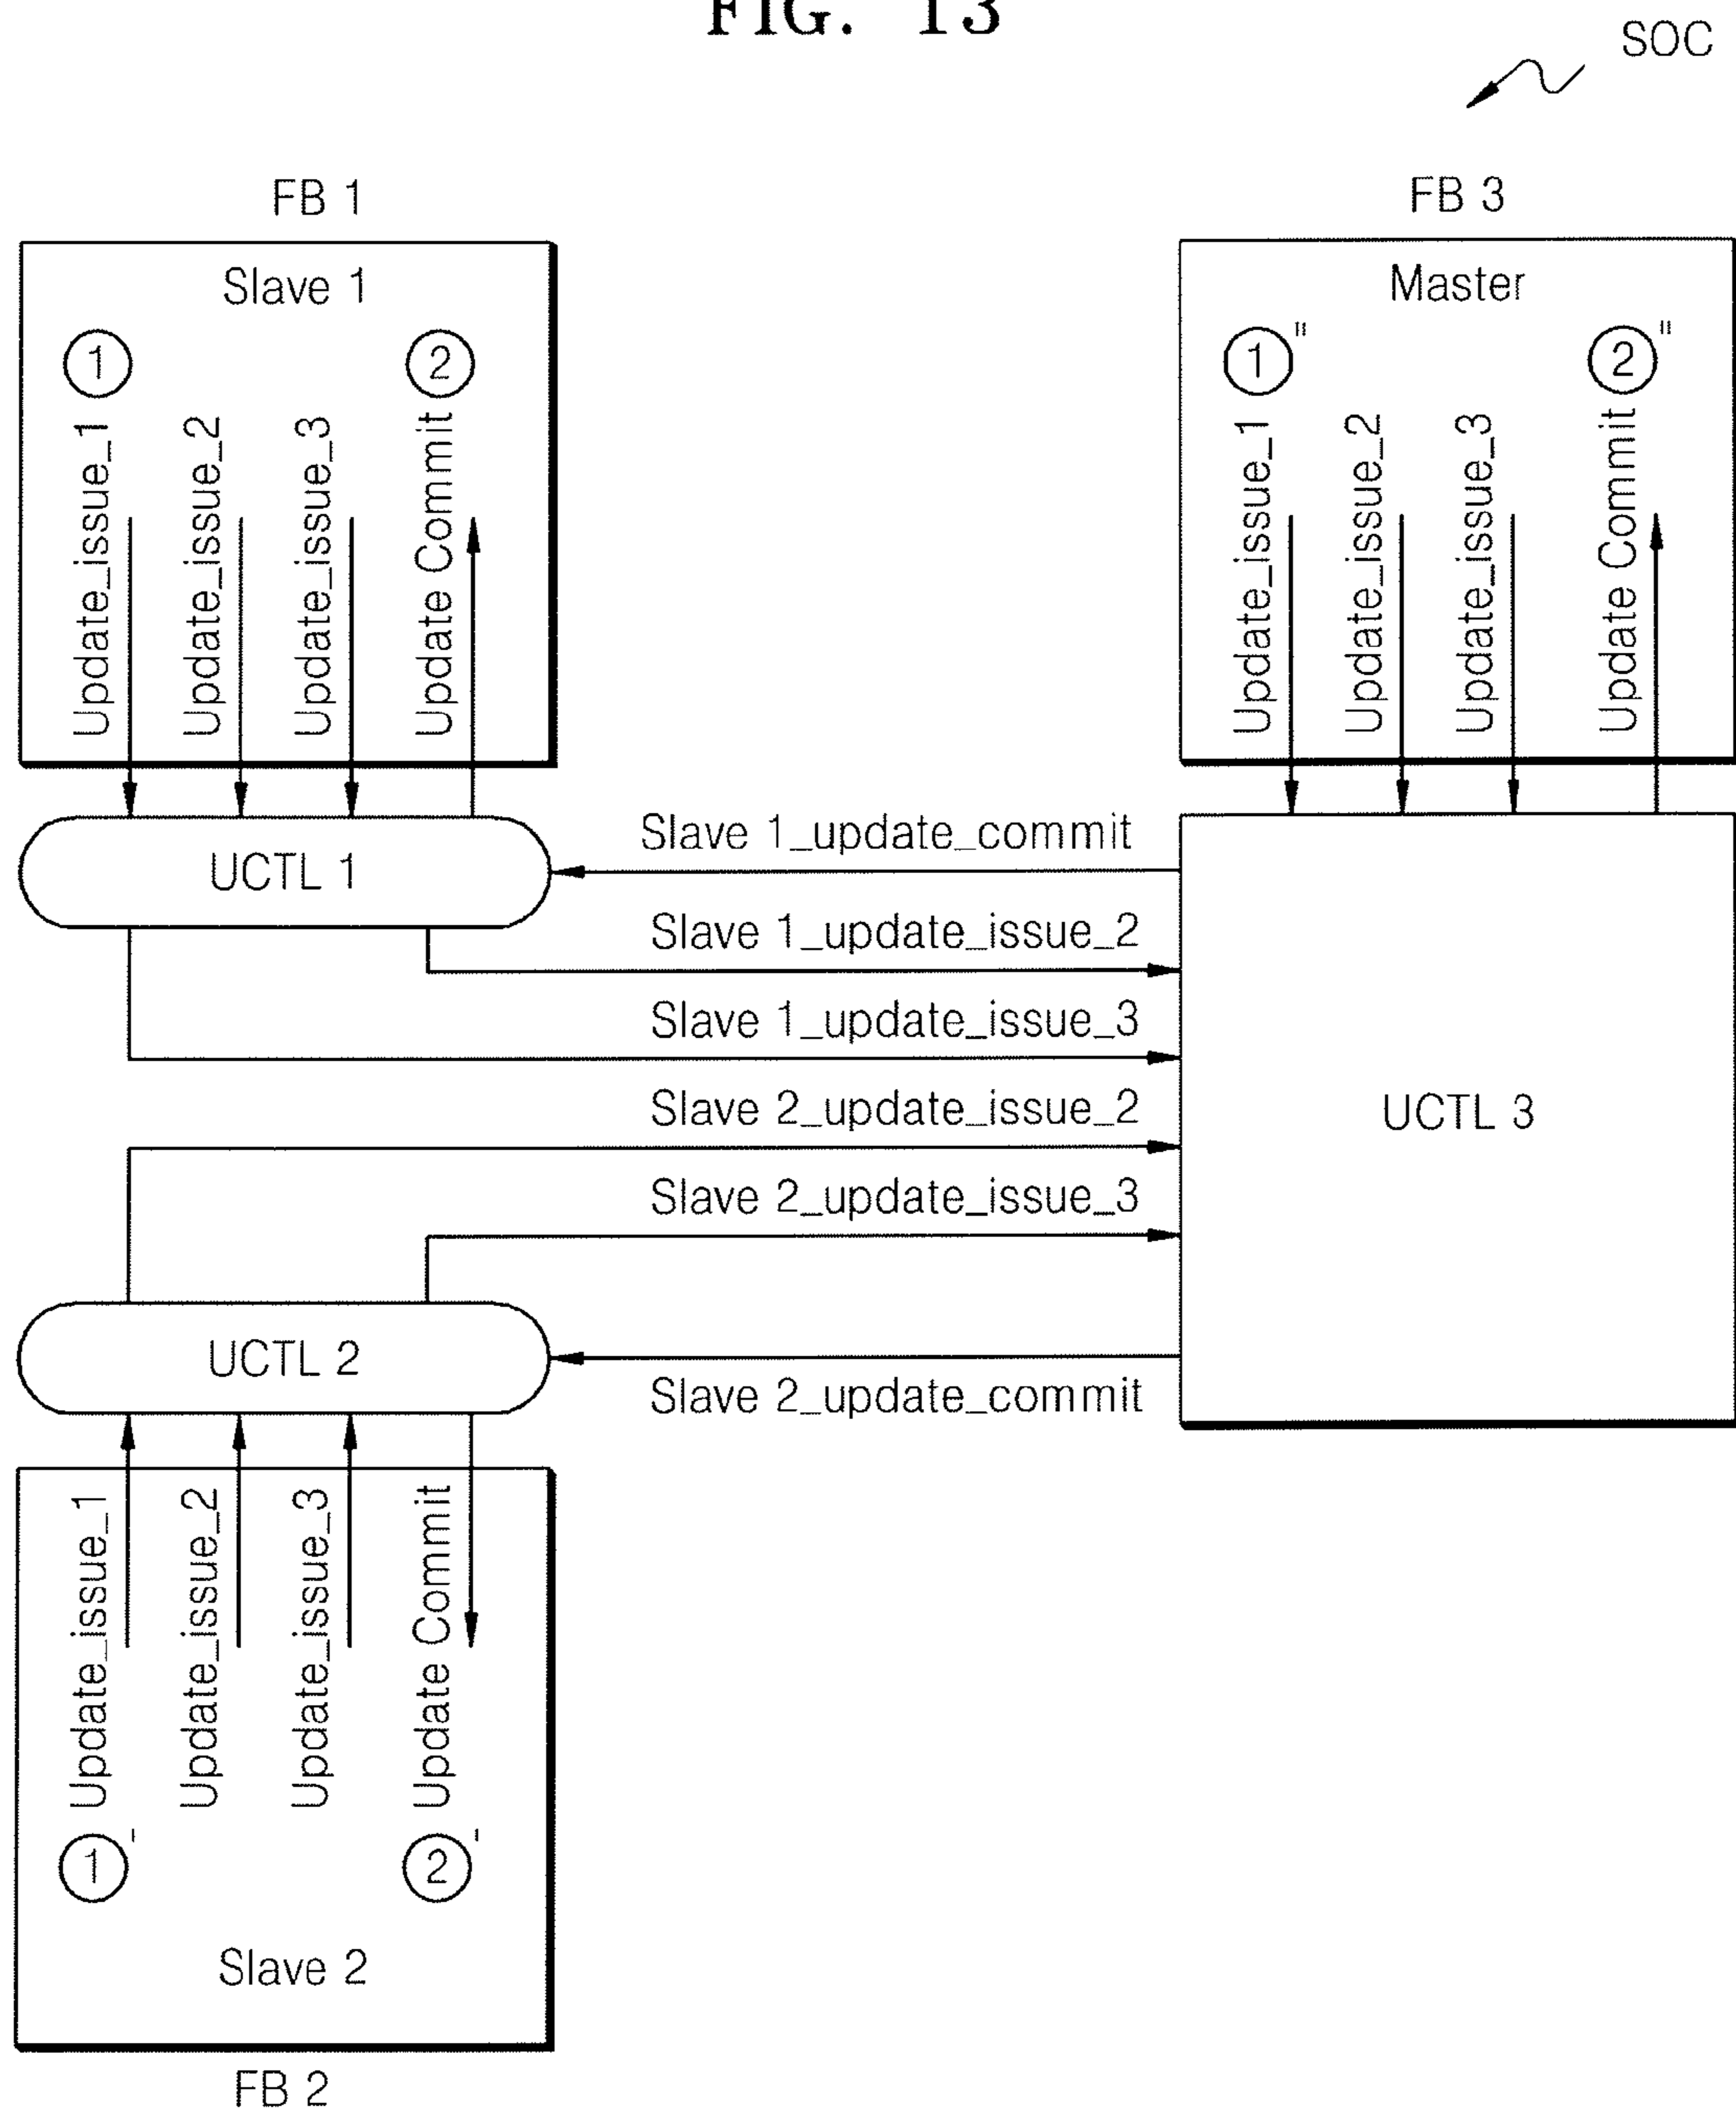 FIG. 13
SOC
FB 1
FB 3
Slave 1
Master
1
2
1"
2"
Update_issue_1
Update_issue_2
Update_issue_3
Update Commit
Update_issue_1
Update_issue_2
Update_issue_3
Update Commit
UCTL 1
Slave 1_update_commit
Slave 1_update_issue_2
Slave 1_update_issue_3
Slave 2_update_issue_2
UCTL 3
Slave 2_update_issue_3
UCTL 2
Slave 2_update_commit
Update_issue_1
Update_issue_2
Update_issue_3
Update Commit
1'
2'
Slave 2
FB 2